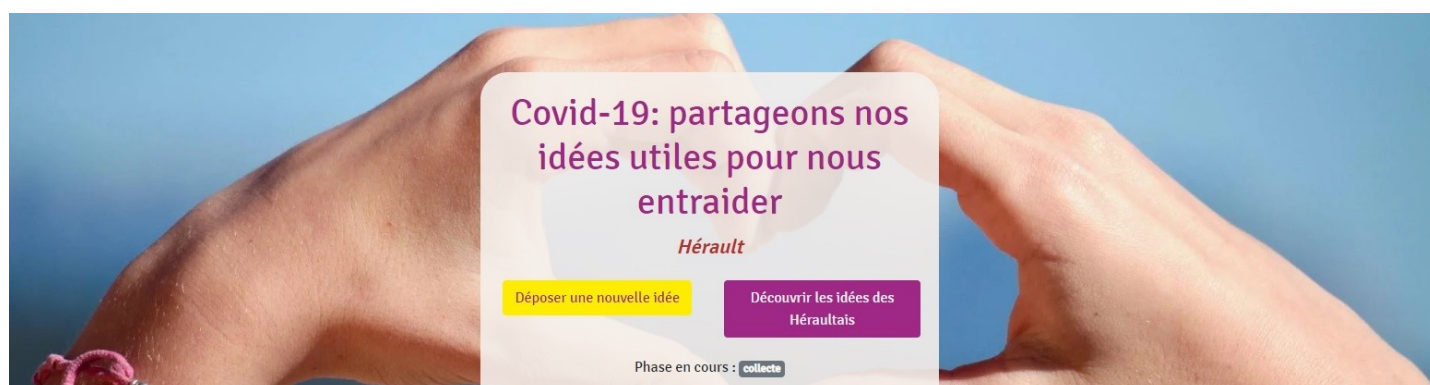 Covid-19: partageons nos
idées utiles pour nous
entraider
Hérault
Déposer une nouvelle idée
Découvrir les idées des
Héraultais
Phase en cours : collecte